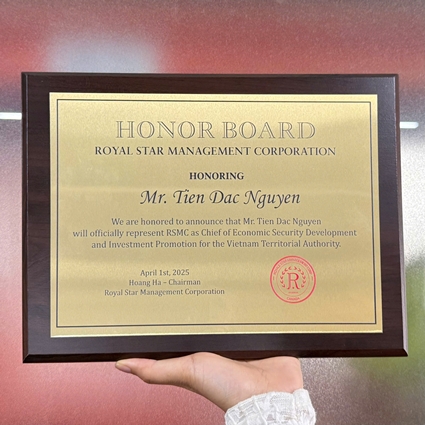 HONOR BOARD
ROYAL STAR MANAGEMENT CORPORATION
HONORING
Mr. Tien Dac Nguyen
We are honored to announce that Mr. Tien Dac Nguyen
will officially represent RSMC as Chief of Economic Security Development
and Investment Promotion for the Vietnam Territorial Authority.
April 1st, 2025
Hoang Ha – Chairman
Royal Star Management Corporation
R